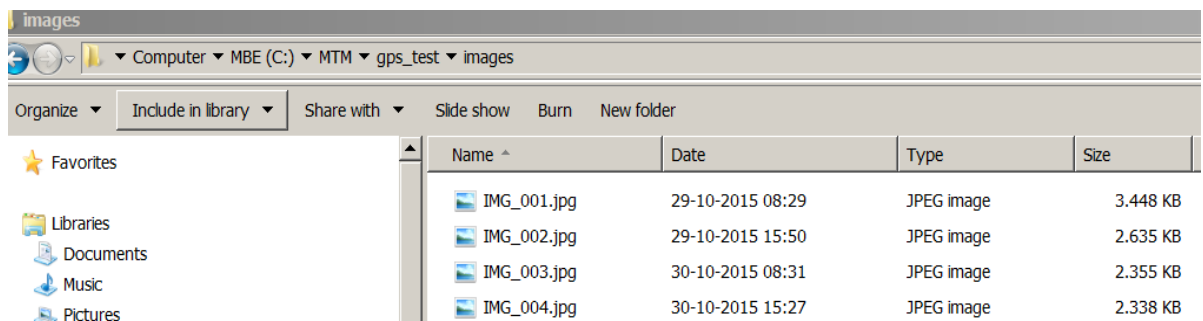 images
Computer MBE (C:) MTM gps_test images
Organize Include in library Share with Slide show Burn New folder
Favorites
Libraries
Documents
Music
Pictures
Name Date Type Size
IMG_001.jpg 29-10-2015 08:29 JPEG image 3.448 KB
IMG_002.jpg 29-10-2015 15:50 JPEG image 2.635 KB
IMG_003.jpg 30-10-2015 08:31 JPEG image 2.355 KB
IMG_004.jpg 30-10-2015 15:27 JPEG image 2.338 KB